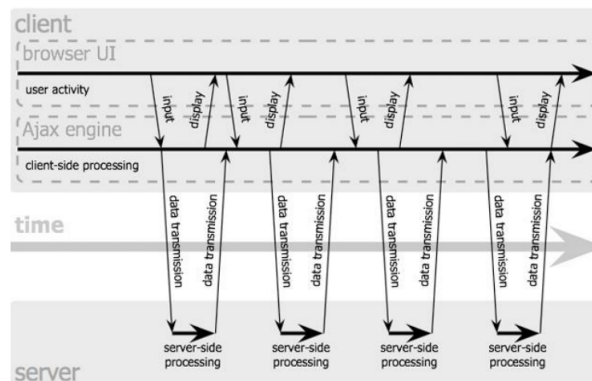 client
browser UI
user activity
input
display
input
display
input
display
input
display
Ajax engine
client-side processing
data transmission
data transmission
data transmission
data transmission
data transmission
data transmission
data transmission
data transmission
time
server-side
processing
server-side
processing
server-side
processing
server-side
processing
server